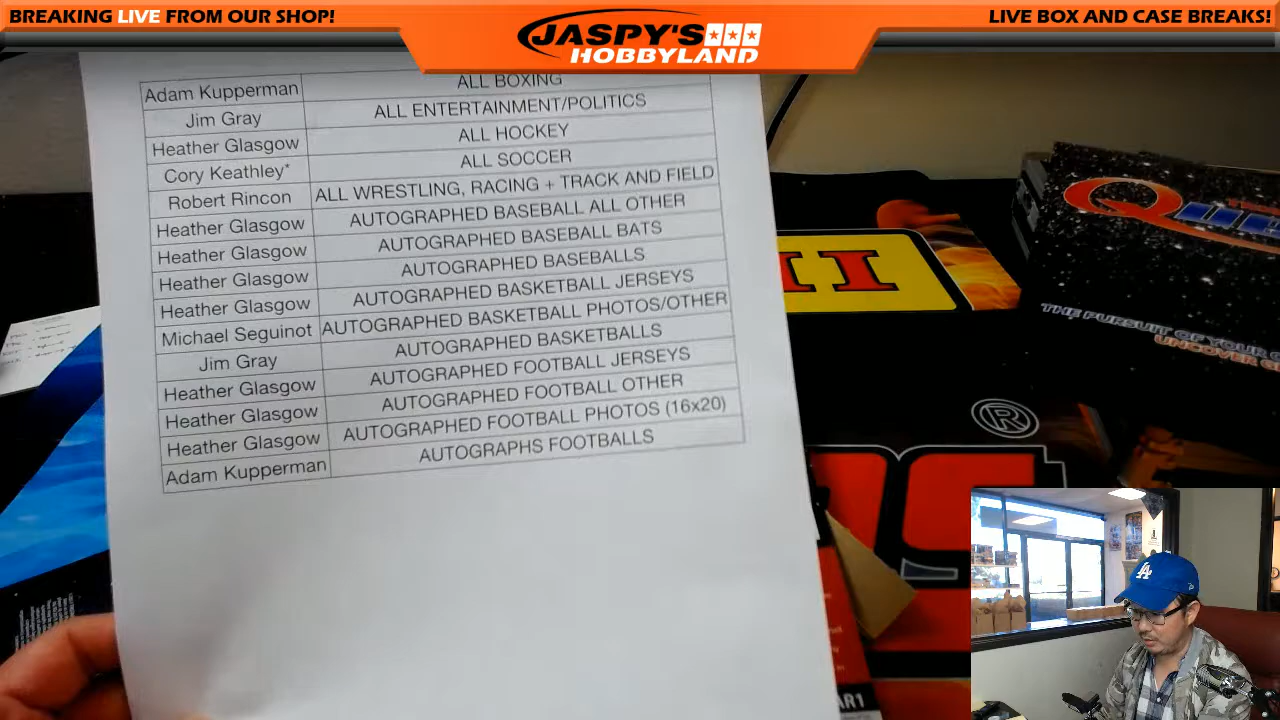 BREAKING LIVE FROM OUR SHOP!
JASPY'S
HOBBYLAND
LIVE BOX AND CASE BREAKS!
Adam Kupperman ALL BOXING
Jim Gray ALL ENTERTAINMENT/POLITICS
Heather Glasgow ALL HOCKEY
Cory Keathley* ALL SOCCER
Robert Rincon ALL WRESTLING, RACING + TRACK AND FIELD
Heather Glasgow AUTOGRAPHED BASEBALL ALL OTHER
Heather Glasgow AUTOGRAPHED BASEBALL BATS
Heather Glasgow AUTOGRAPHED BASEBALLS
Heather Glasgow AUTOGRAPHED BASKETBALL JERSEYS
Michael Seguinot AUTOGRAPHED BASKETBALL PHOTOS/OTHER
Jim Gray AUTOGRAPHED BASKETBALLS
Heather Glasgow AUTOGRAPHED FOOTBALL JERSEYS
Heather Glasgow AUTOGRAPHED FOOTBALL OTHER
Heather Glasgow AUTOGRAPHED FOOTBALL PHOTOS (16x20)
Adam Kupperman AUTOGRAPHS FOOTBALLS
THE PURSUIT OF YOUR
UNCOVER
®
AR1
LA